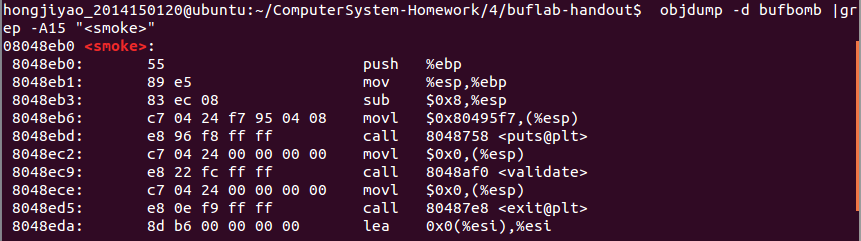 hongjiyao_2014150120@ubuntu:~/ComputerSystem-Homework/4/buflab-handout$  objdump -d bufbomb |gr
ep -A15 "<smoke>"
08048eb0 <smoke>:
 8048eb0:	55                   	push   %ebp
 8048eb1:	89 e5                	mov    %esp,%ebp
 8048eb3:	83 ec 08             	sub    $0x8,%esp
 8048eb6:	c7 04 24 f7 95 04 08 	movl   $0x80495f7,(%esp)
 8048ebd:	e8 96 f8 ff ff       	call   8048758 <puts@plt>
 8048ec2:	c7 04 24 00 00 00 00 	movl   $0x0,(%esp)
 8048ec9:	e8 22 fc ff ff       	call   8048af0 <validate>
 8048ece:	c7 04 24 00 00 00 00 	movl   $0x0,(%esp)
 8048ed5:	e8 0e f9 ff ff       	call   80487e8 <exit@plt>
 8048eda:	8d b6 00 00 00 00    	lea    0x0(%esi),%esi